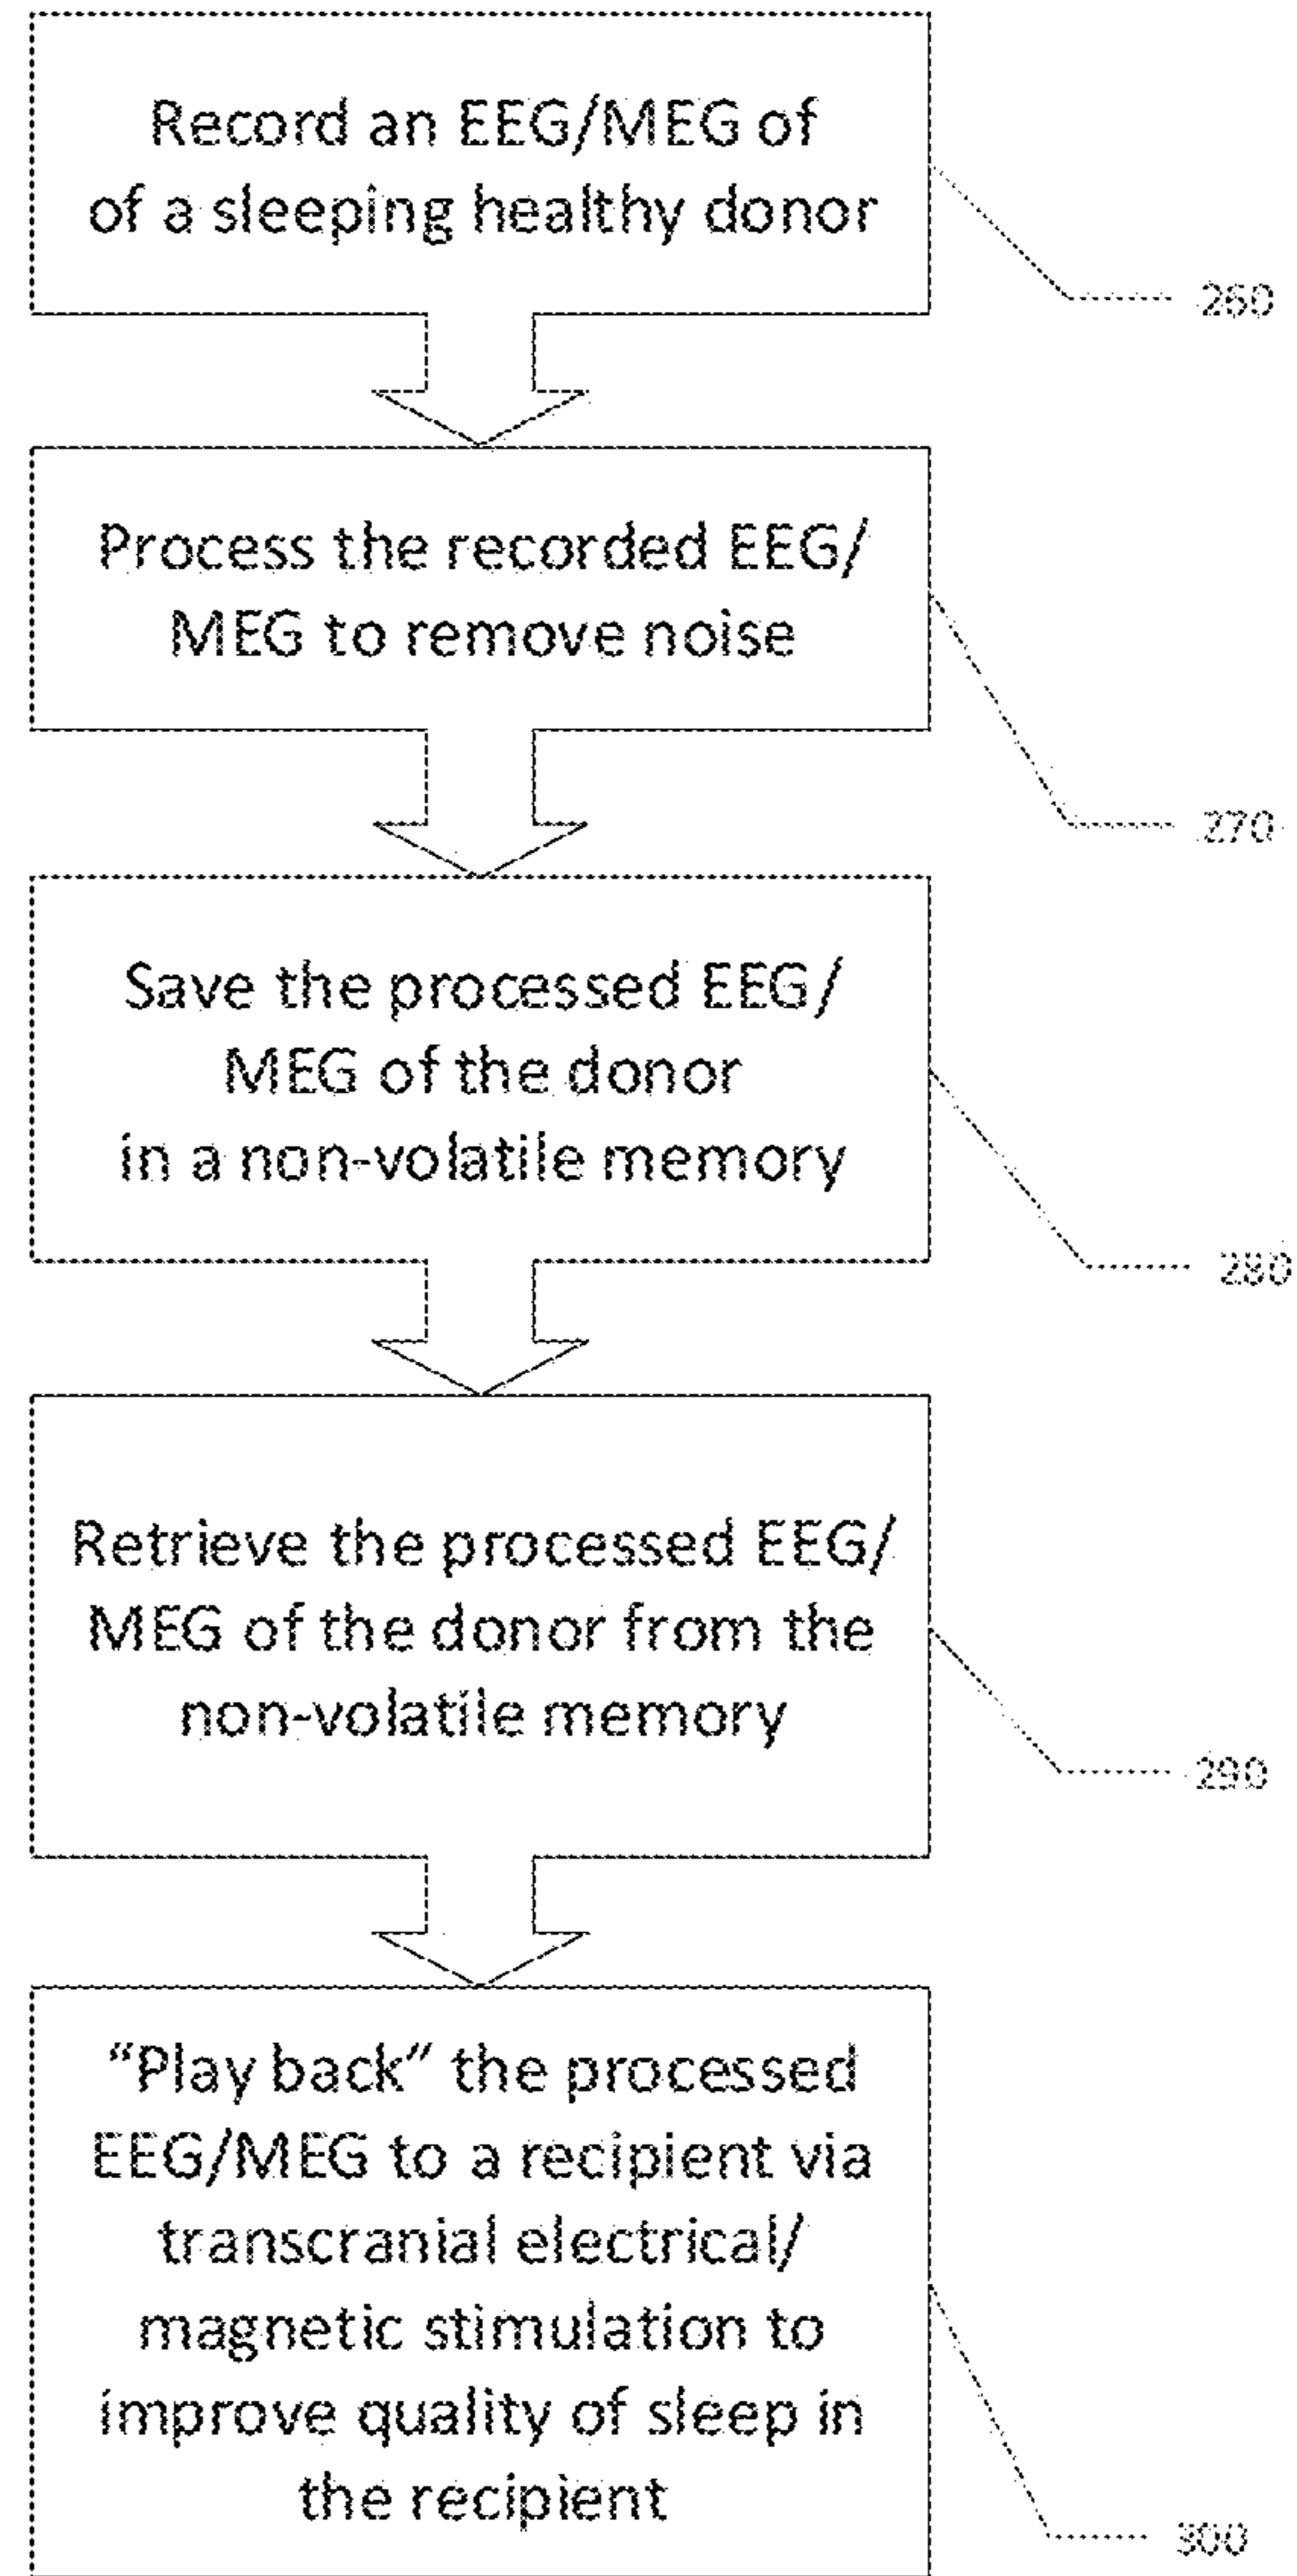 Record an EEG/MEG of
of a sleeping healthy donor
260
Process the recorded EEG/
MEG to remove noise
270
Save the processed EEG/
MEG of the donor
in a non-volatile memory
280
Retrieve the processed EEG/
MEG of the donor from the
non-volatile memory
290
“Play back” the processed
EEG/MEG to a recipient via
transcranial electrical/
magnetic stimulation to
improve quality of sleep in
the recipient
300